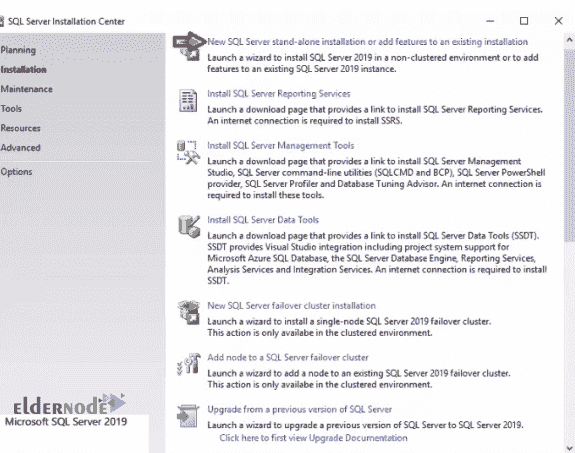 SQL Server Installation Center
Planning
Installation
Maintenance
Tools
Resources
Advanced
Options
New SQL Server stand-alone installation or add features to an existing installation
Launch a wizard to install SQL Server 2019 in a non-clustered environment or to add
features to an existing SQL Server 2019 instance.
Install SQL Server Reporting Services
Launch a download page that provides a link to install SQL Server Reporting Services.
An internet connection is required to install SSRS.
Install SQL Server Management Tools
Launch a download page that provides a link to install SQL Server Management
Studio, SQL Server command-line utilities (SQLCMD and BCP), SQL Server PowerShell
provider, SQL Server Profiler and Database Tuning Advisor. An internet connection is
required to install these tools.
Install SQL Server Data Tools
Launch a download page that provides a link to install SQL Server Data Tools (SSDT).
SSDT provides Visual Studio integration including project system support for
Microsoft Azure SQL Database, the SQL Server Database Engine, Reporting Services,
Analysis Services and Integration Services. An internet connection is required to install
SSDT.
New SQL Server failover cluster installation
Launch a wizard to install a single-node SQL Server 2019 failover cluster.
This action is only availabe in the clustered environment.
Add node to a SQL Server failover cluster
Launch a wizard to add a node to an existing SQL Server 2019 failover cluster.
This action is only availabe in the clustered environment.
Upgrade from a previous version of SQL Server
Launch a wizard to upgrade a previous version of SQL Server to SQL Server 2019.
Click here to first view Upgrade Documentation
ELDERNODE
Microsoft SQL Server 2019